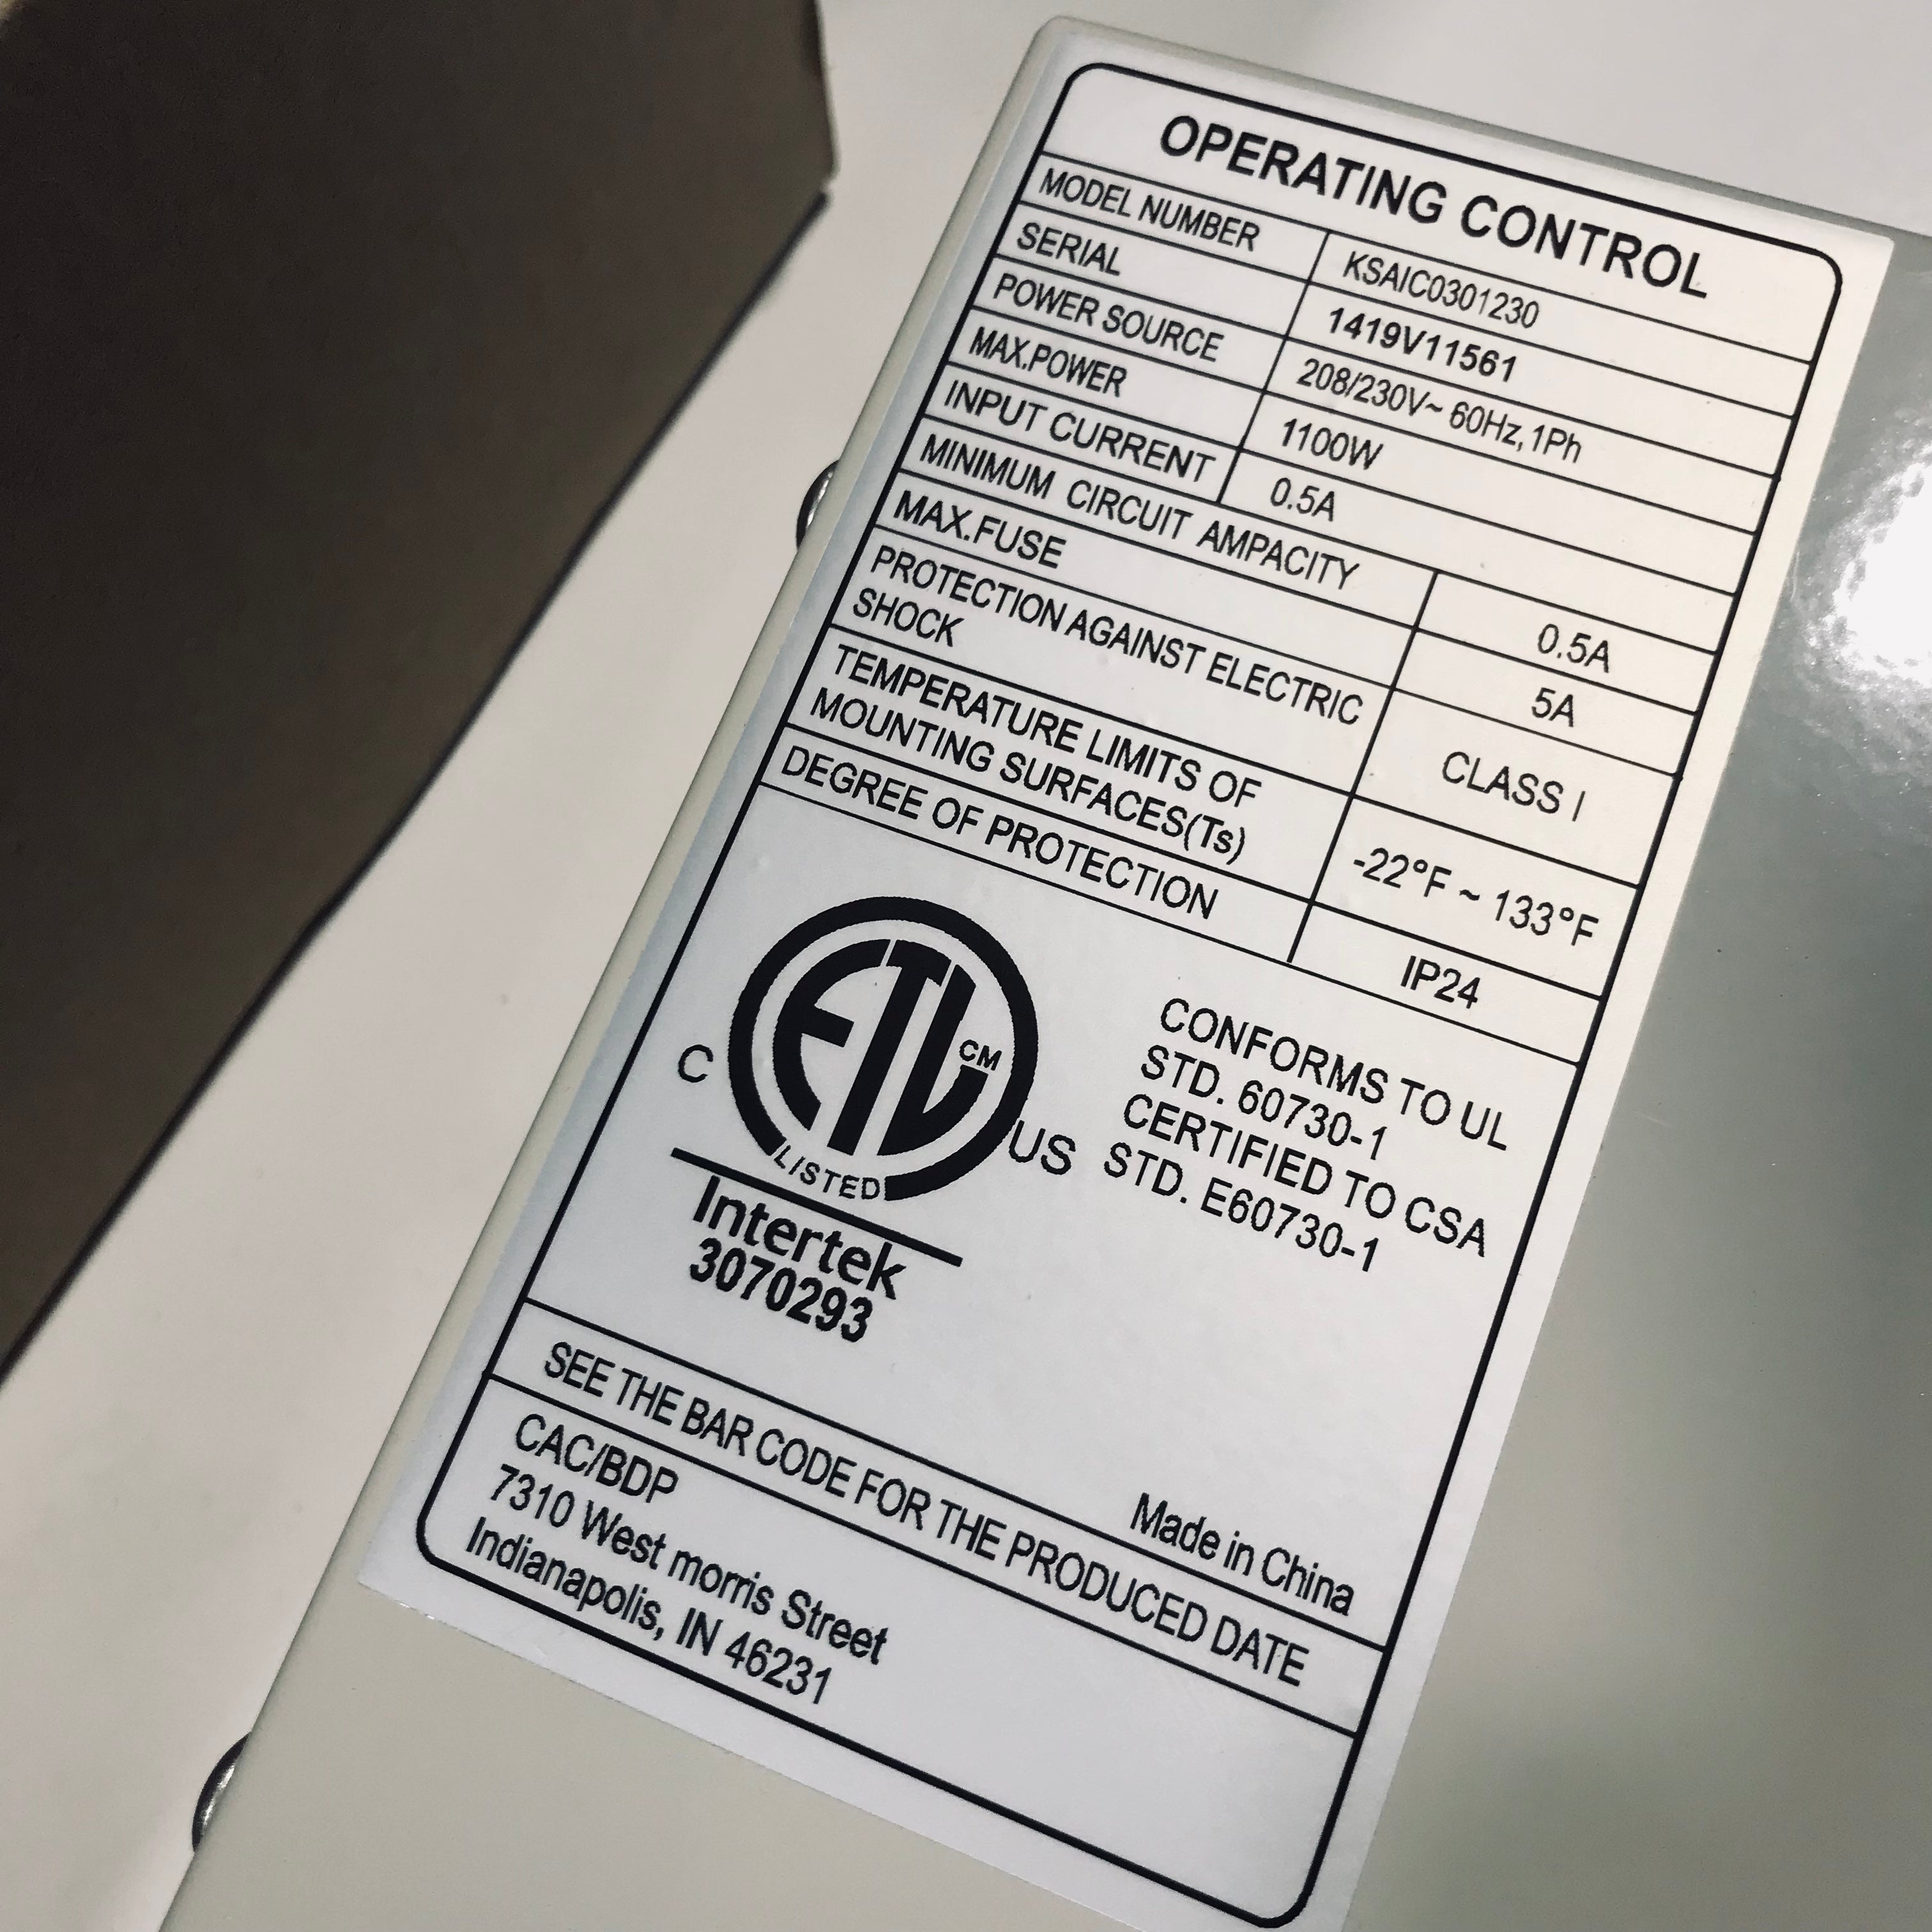 OPERATING CONTROL
MODEL NUMBER KSAIC0301230
SERIAL 1419V11561
POWER SOURCE 208/230V~ 60Hz,1Ph
MAX.POWER 1100W
INPUT CURRENT 0.5A
MINIMUM CIRCUIT AMPACITY 0.5A
MAX.FUSE 5A
PROTECTION AGAINST ELECTRIC
SHOCK CLASS I
TEMPERATURE LIMITS OF
MOUNTING SURFACES(Ts) -22°F ~ 133°F
DEGREE OF PROTECTION IP24
C ETL CM US
LISTED
Intertek
3070293
CONFORMS TO UL
STD. 60730-1
CERTIFIED TO CSA
STD. E60730-1
Made in China
SEE THE BAR CODE FOR THE PRODUCED DATE
CAC/BDP
7310 West morris Street
Indianapolis, IN 46231